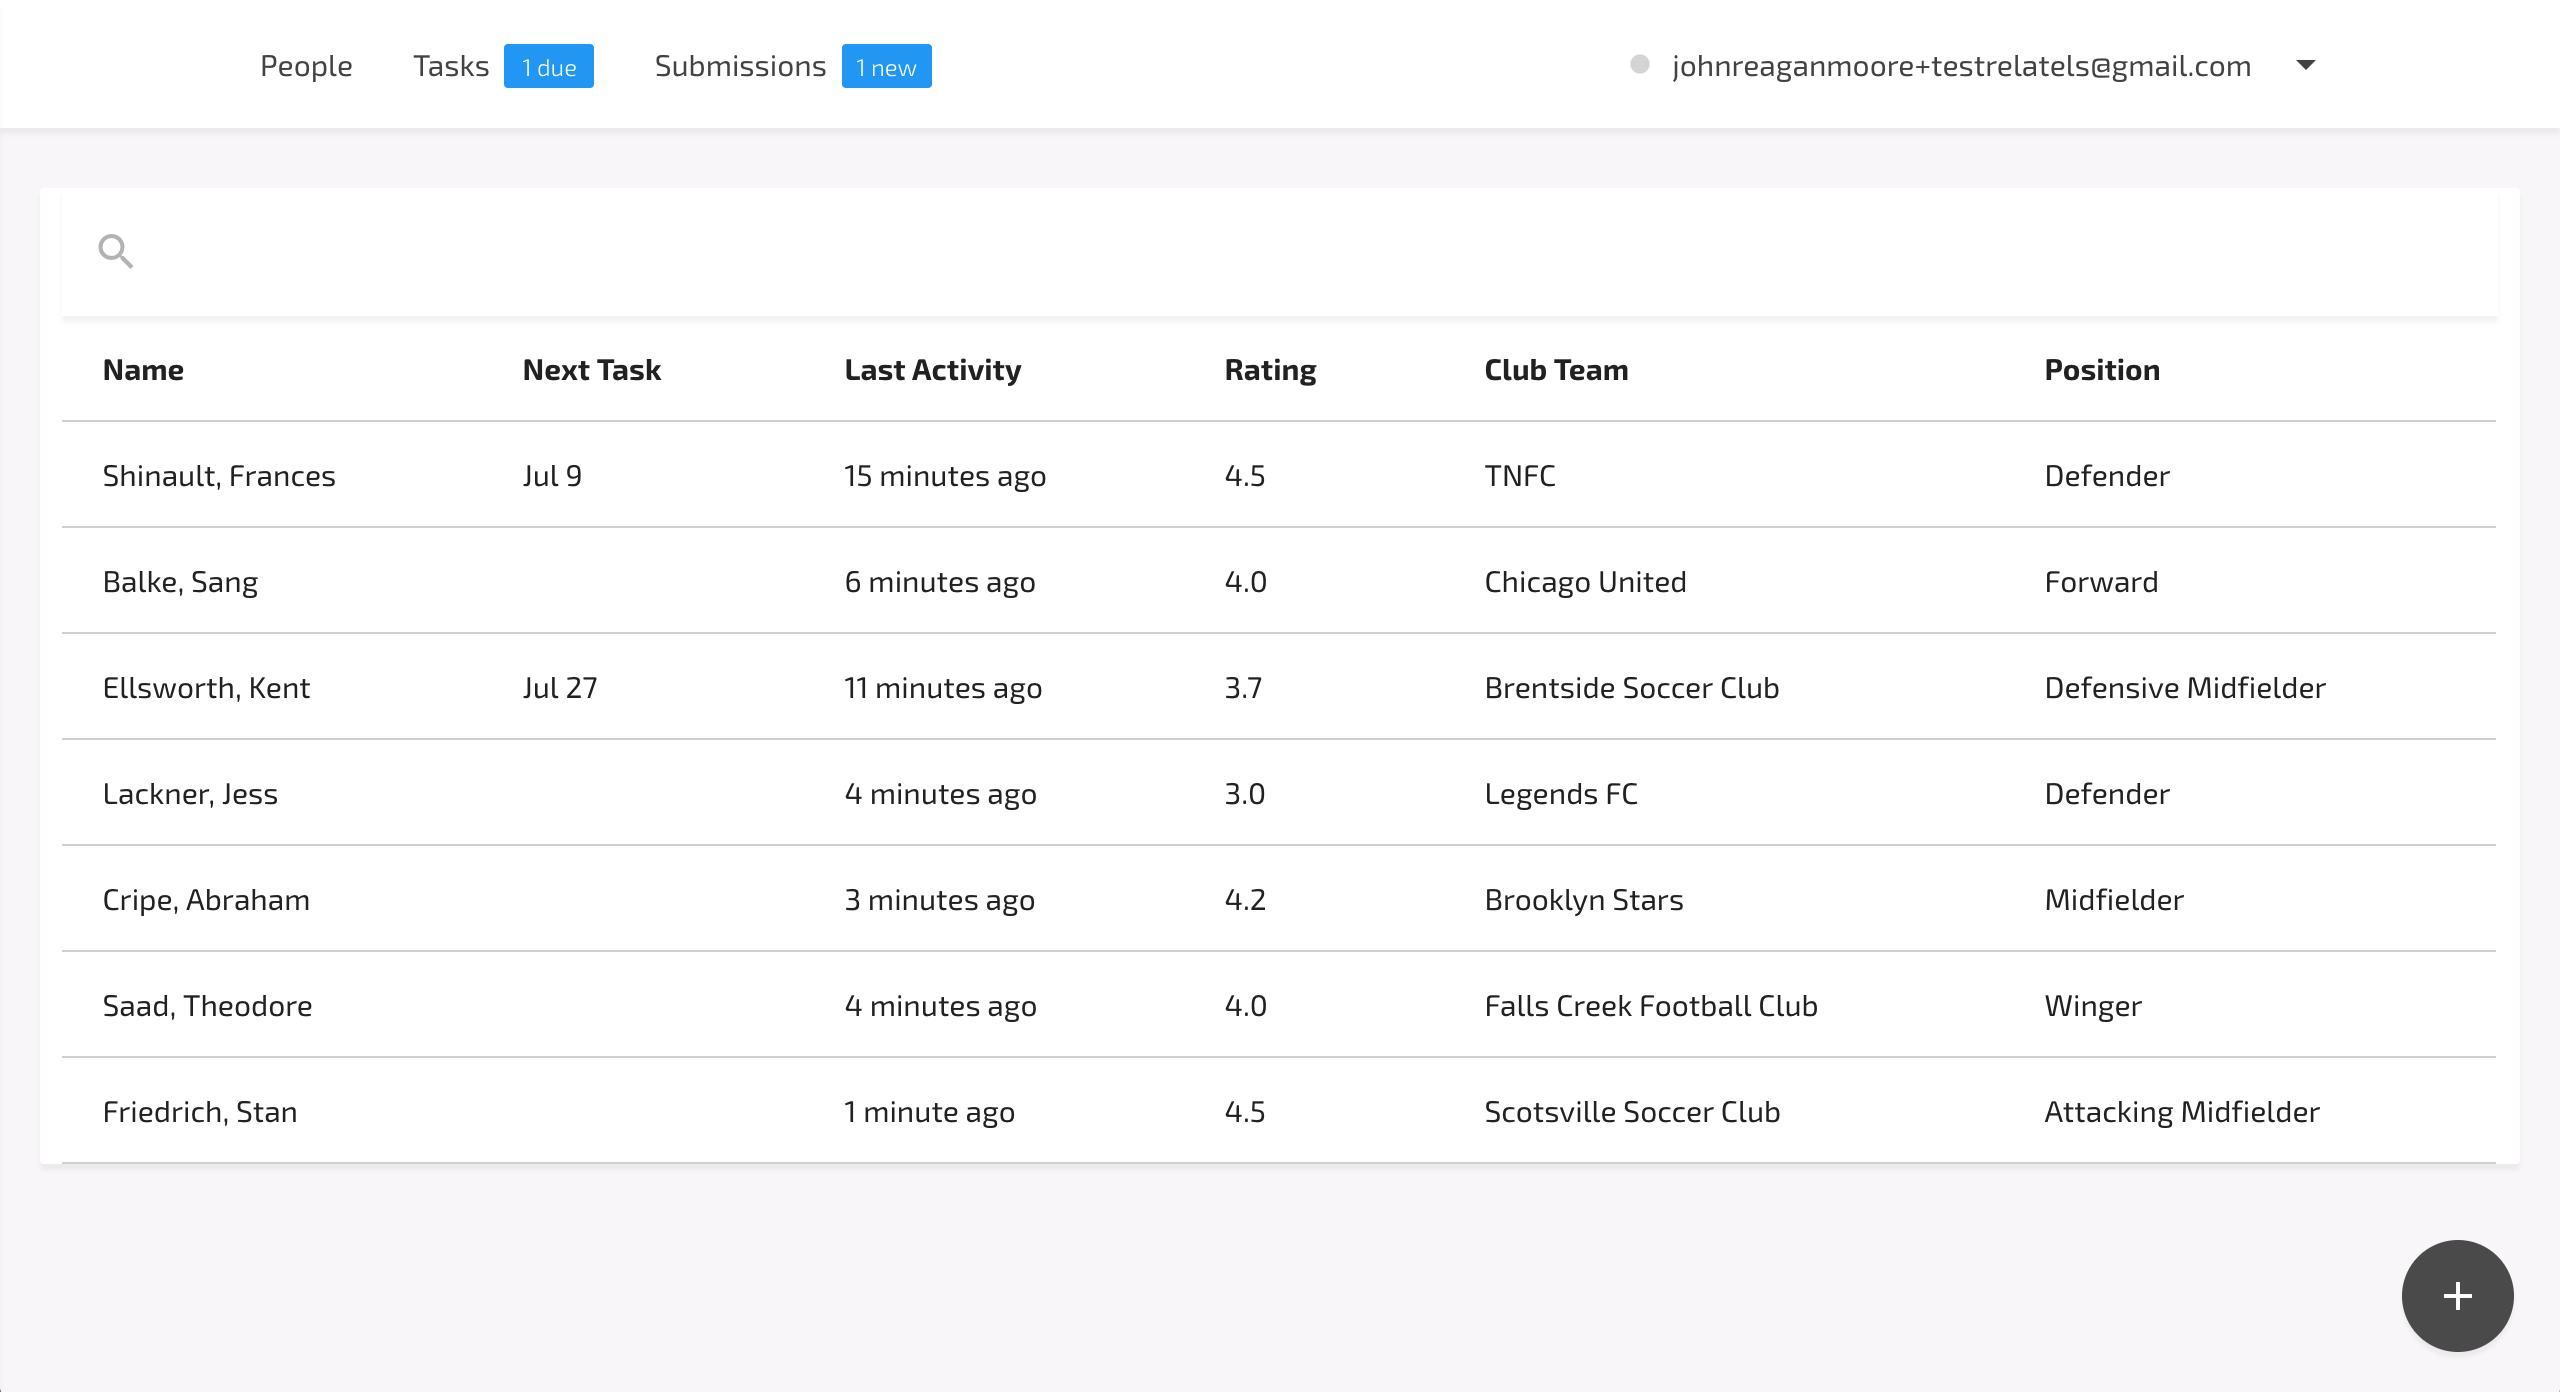 People Tasks 1 due Submissions 1 new johnreaganmoore+testrelatels@gmail.com
Name Next Task Last Activity Rating Club Team Position
Shinault, Frances Jul 9 15 minutes ago 4.5 TNFC Defender
Balke, Sang 6 minutes ago 4.0 Chicago United Forward
Ellsworth, Kent Jul 27 11 minutes ago 3.7 Brentside Soccer Club Defensive Midfielder
Lackner, Jess 4 minutes ago 3.0 Legends FC Defender
Cripe, Abraham 3 minutes ago 4.2 Brooklyn Stars Midfielder
Saad, Theodore 4 minutes ago 4.0 Falls Creek Football Club Winger
Friedrich, Stan 1 minute ago 4.5 Scotsville Soccer Club Attacking Midfielder